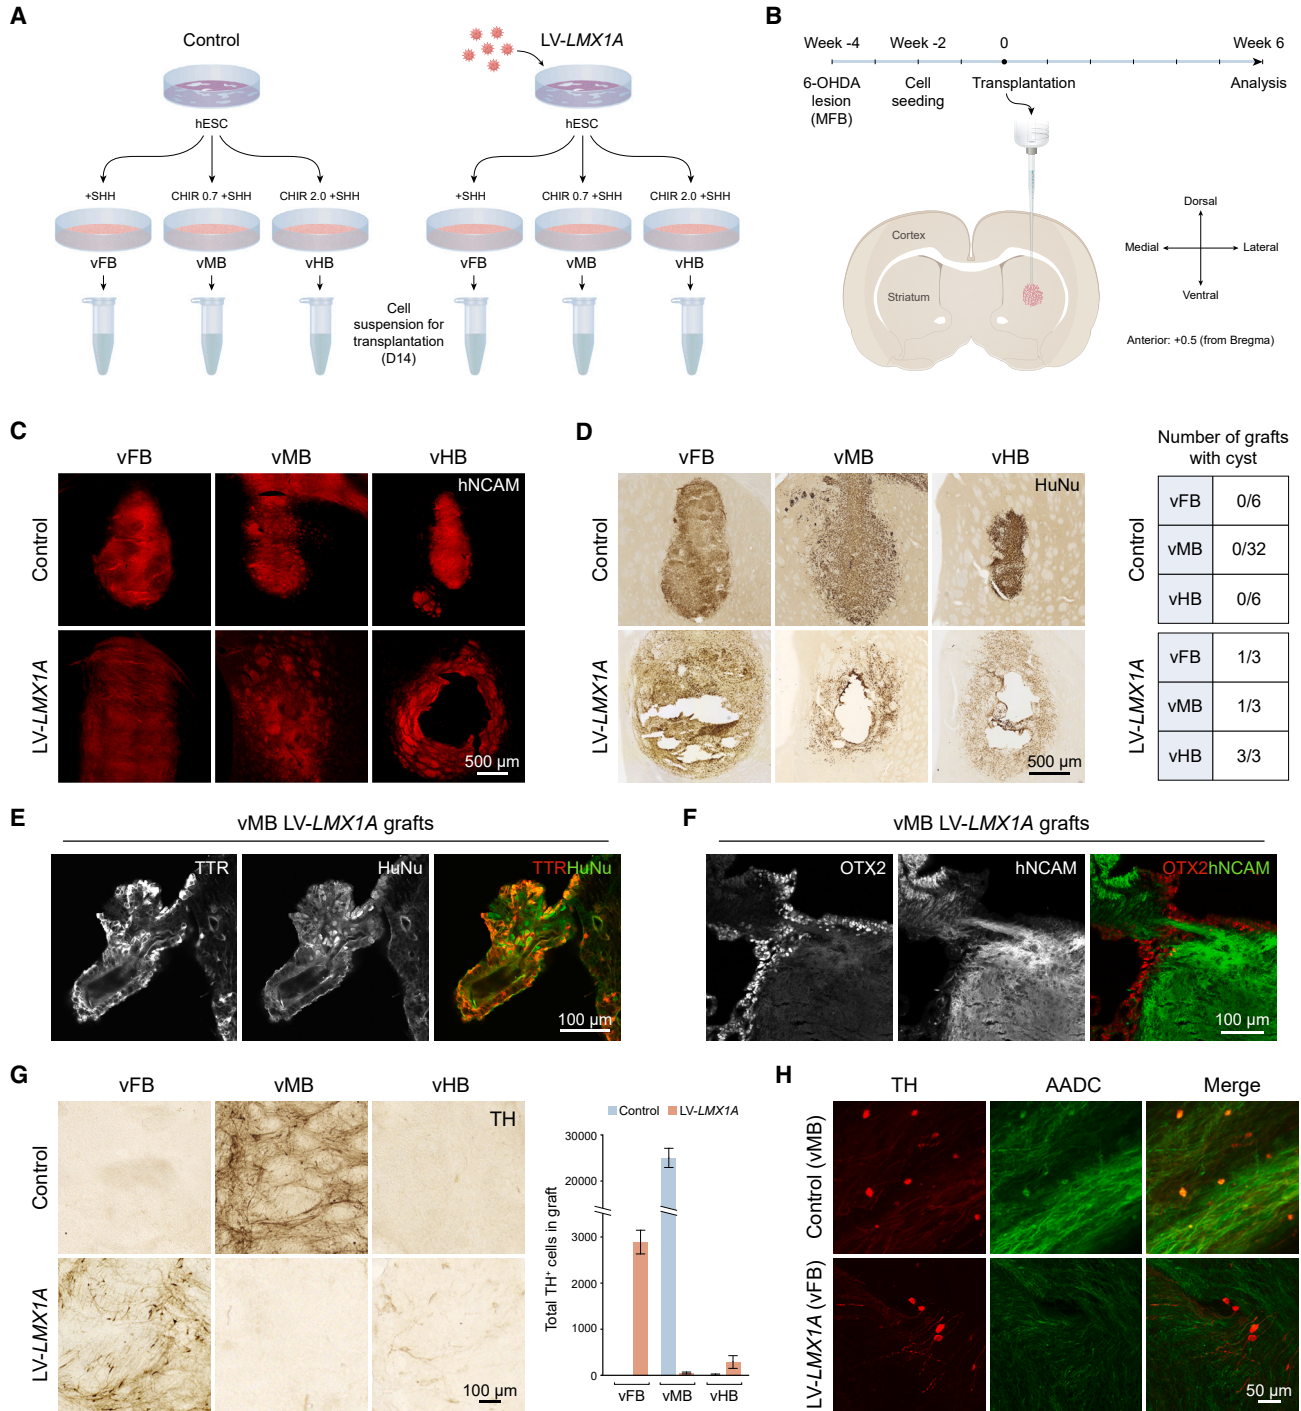 A
Control
LV-LMX1A
hESC
hESC
+SHH
CHIR 0.7 +SHH
CHIR 2.0 +SHH
+SHH
CHIR 0.7 +SHH
CHIR 2.0 +SHH
vFB
vMB
vHB
vFB
vMB
vHB
Cell
suspension for
transplantation
(D14)
B
Week -4
Week -2
0
Week 6
6-OHDA
lesion
(MFB)
Cell
seeding
Transplantation
Analysis
Cortex
Striatum
Dorsal
Medial
Lateral
Ventral
Anterior: +0.5 (from Bregma)
C
vFB
vMB
vHB
Control
hNCAM
LV-LMX1A
500 µm
D
vFB
vMB
vHB
Control
HuNu
LV-LMX1A
500 µm
Number of grafts
with cyst
Control
vFB 0/6
vMB 0/32
vHB 0/6
LV-LMX1A
vFB 1/3
vMB 1/3
vHB 3/3
E
vMB LV-LMX1A grafts
TTR
HuNu
TTRHuNu
100 µm
F
vMB LV-LMX1A grafts
OTX2
hNCAM
OTX2hNCAM
100 µm
G
vFB
vMB
vHB
Control
TH
LV-LMX1A
100 µm
Control
LV-LMX1A
Total TH+ cells in graft
30000
20000
3000
2000
1000
0
vFB
vMB
vHB
H
TH
AADC
Merge
Control (vMB)
LV-LMX1A (vFB)
50 µm